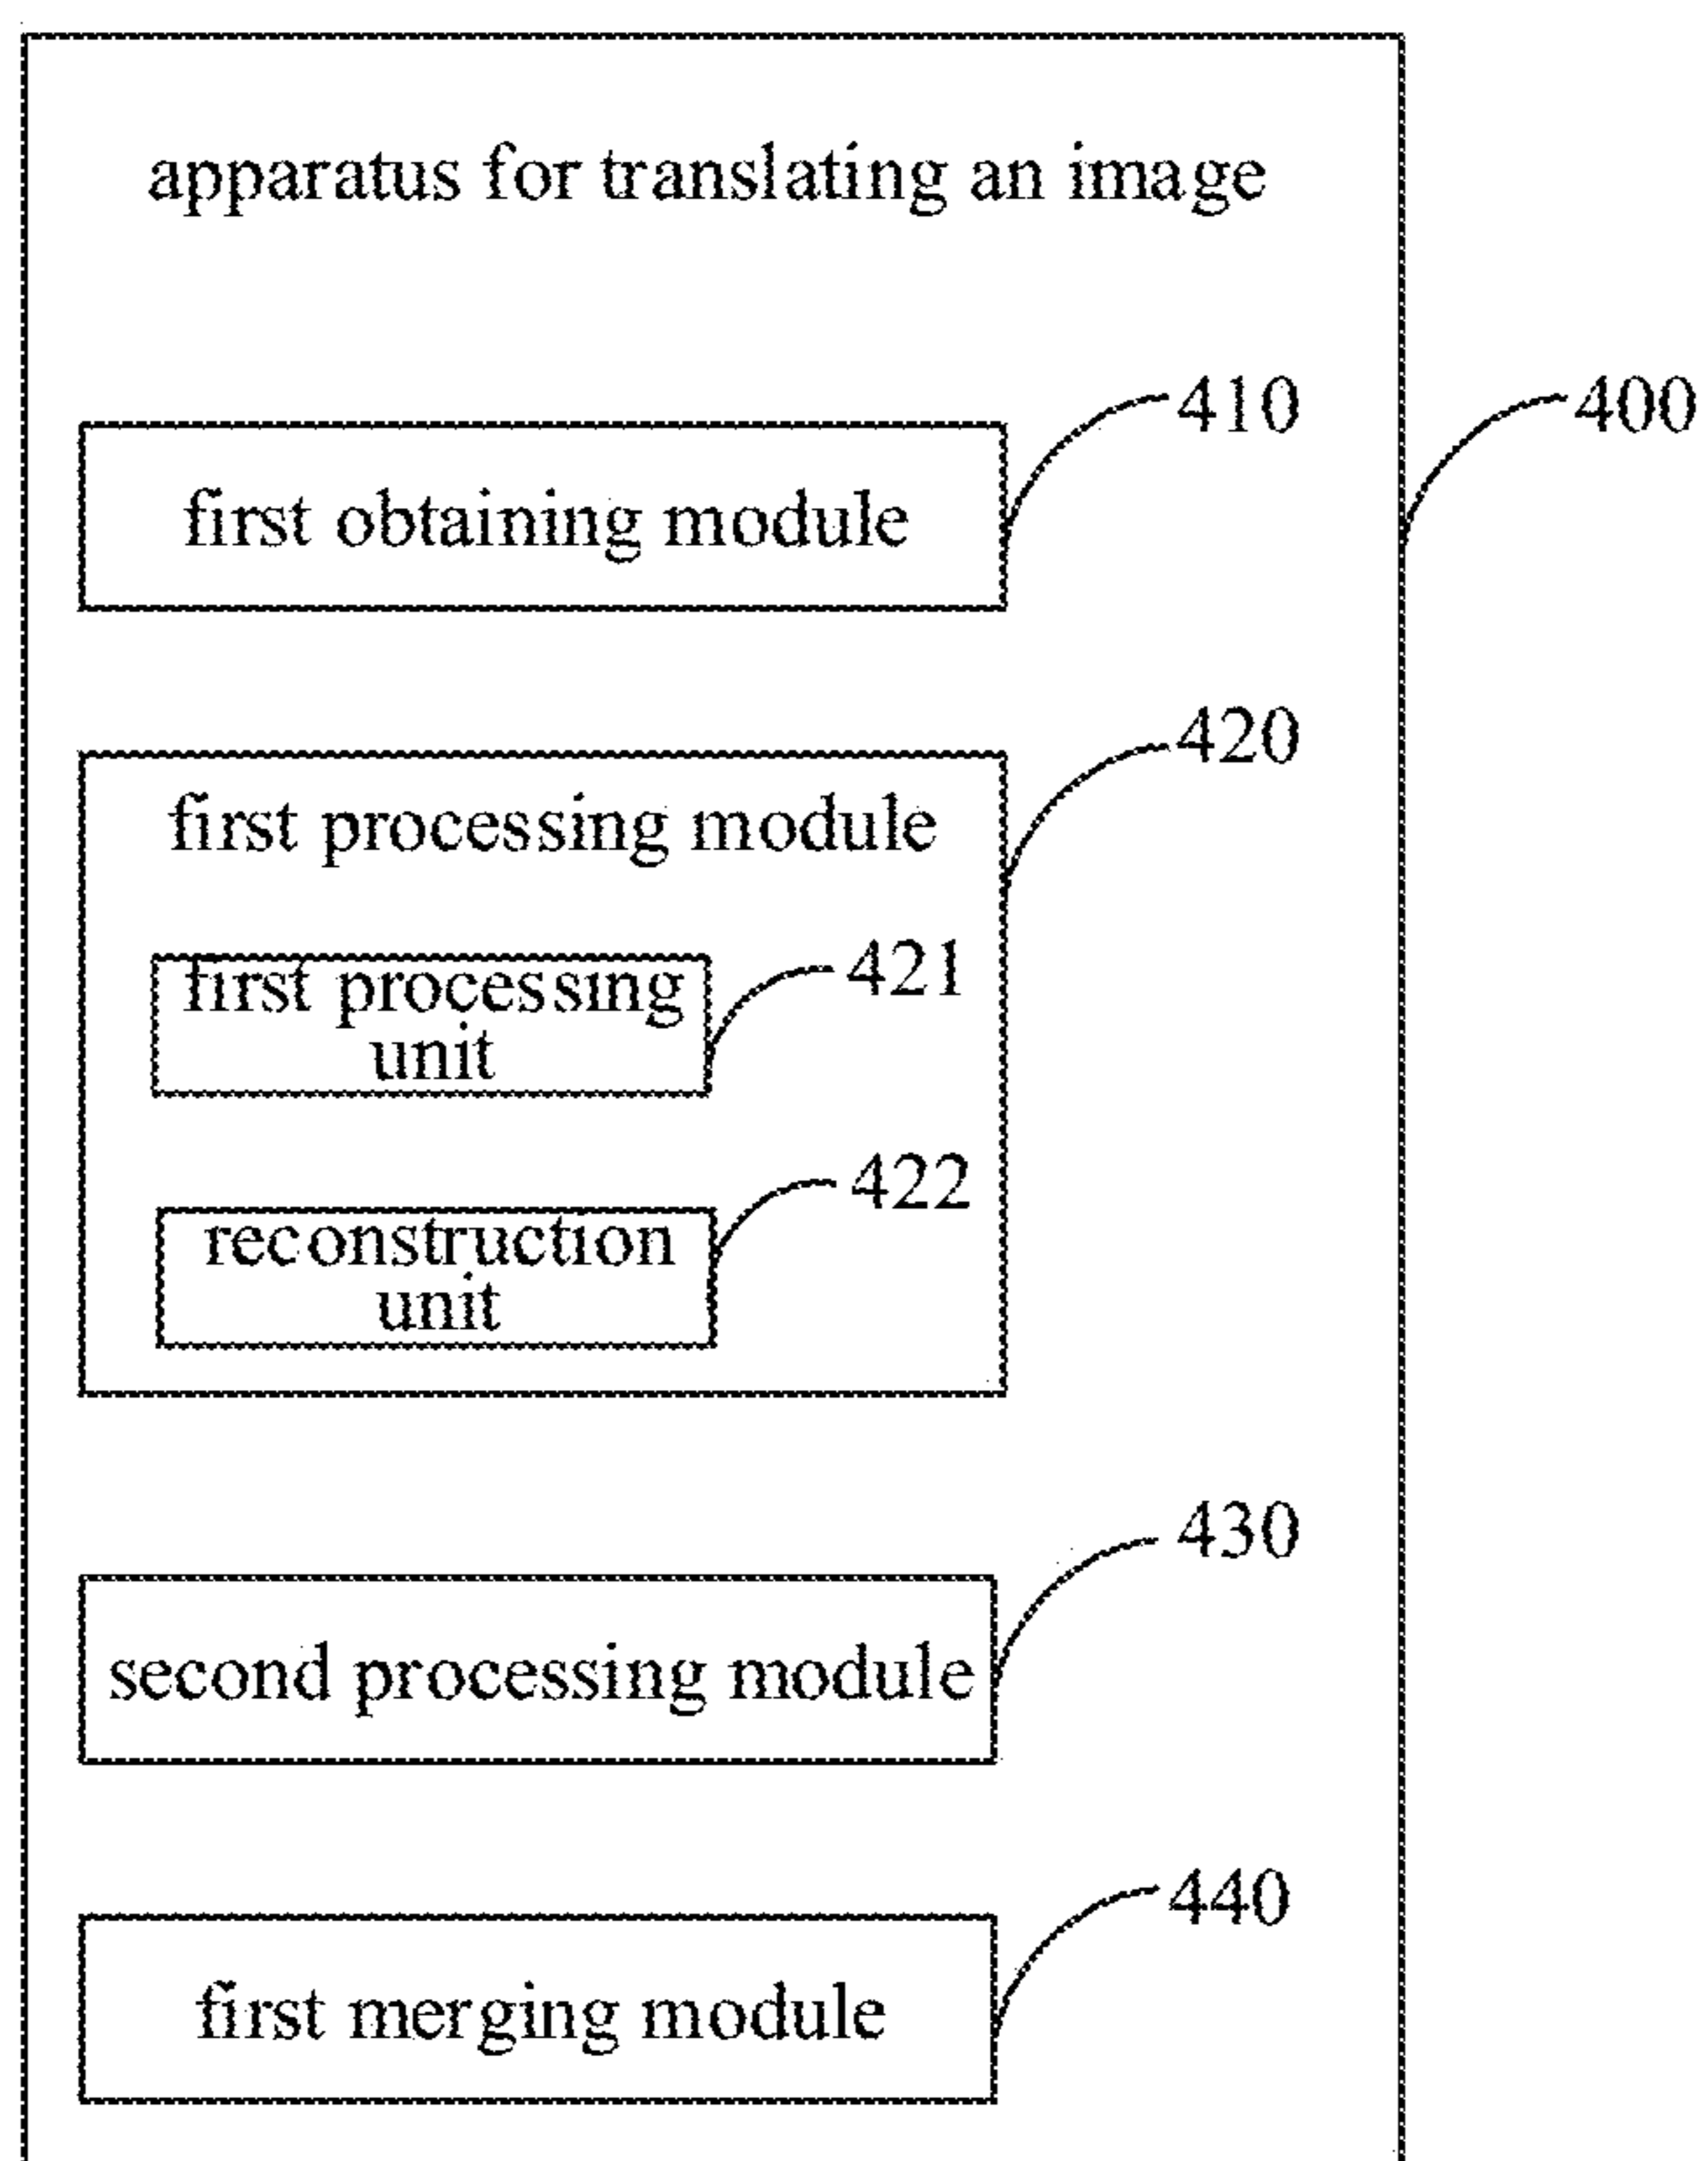 apparatus for translating an image
410
400
first obtaining module
420
first processing module
421
first processing
unit
422
reconstruction
unit
430
second processing module
440
first merging module